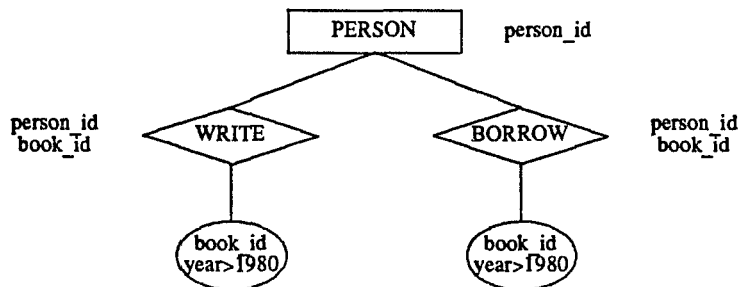 PERSON
person_id
person_id
book_id
WRITE
BORROW
person_id
book_id
book_id
year>1980
book_id
year>1980